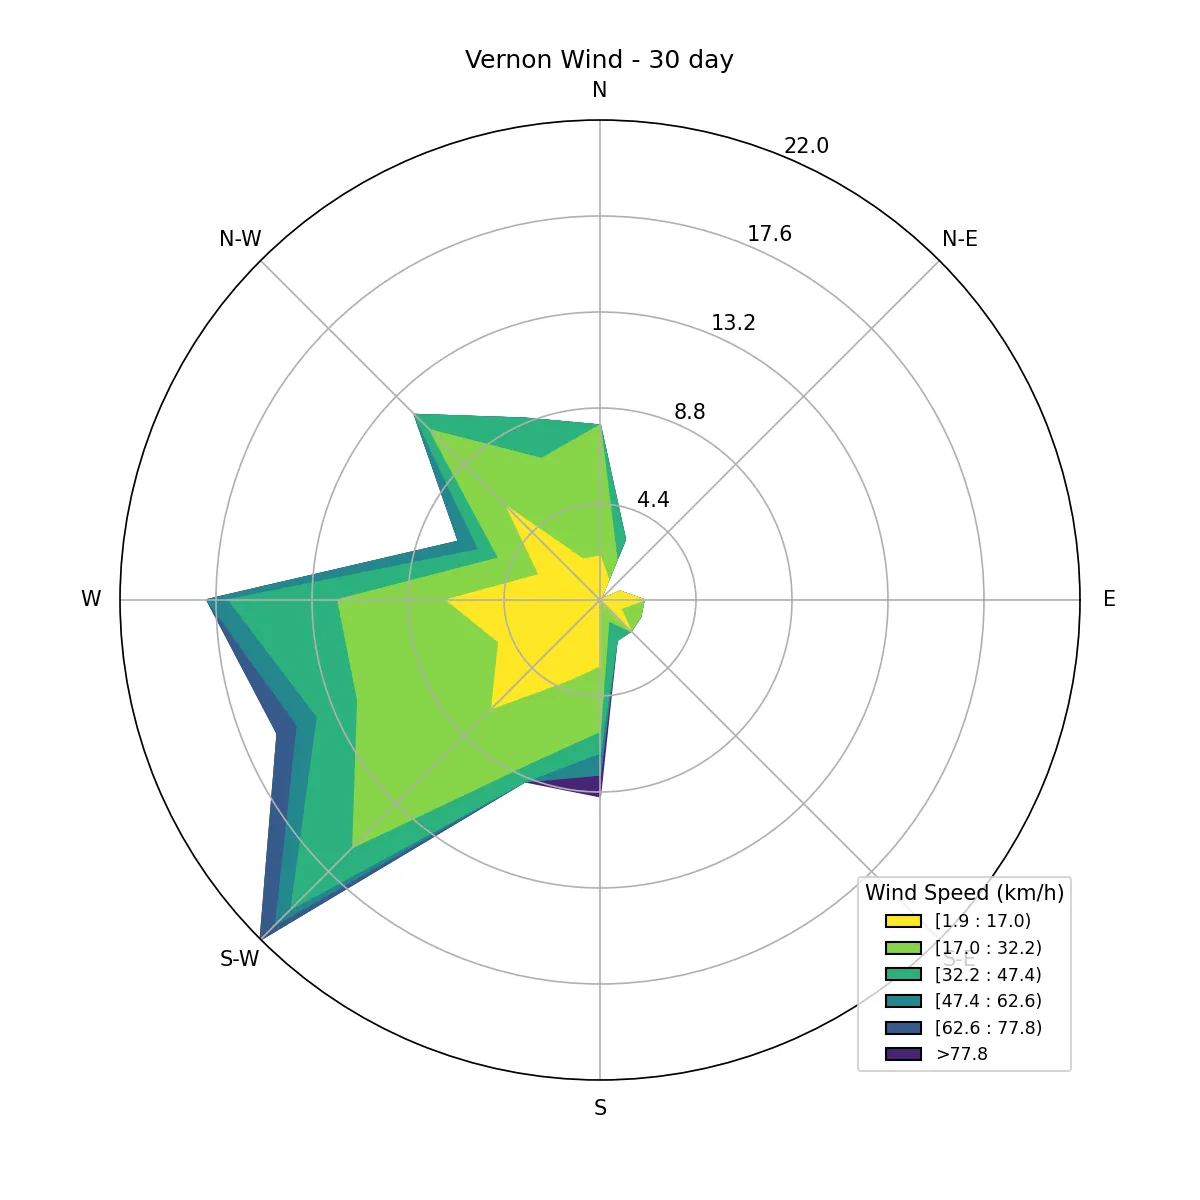 Vernon Wind - 30 day
N
22.0
17.6
N-W
N-E
13.2
8.8
4.4
W
E
S-W
S-E
Wind Speed (km/h)
[1.9 : 17.0)
[17.0 : 32.2)
[32.2 : 47.4)
[47.4 : 62.6)
[62.6 : 77.8)
>77.8
S